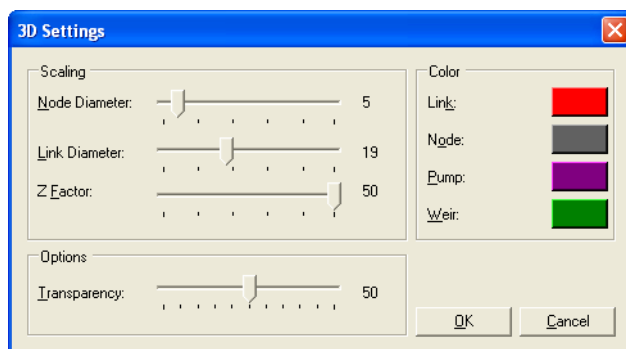 3D Settings
Scaling
Node Diameter: 5
Link Diameter: 19
Z Factor: 50
Color
Link:
Node:
Pump:
Weir:
Options
Transparency: 50
OK Cancel